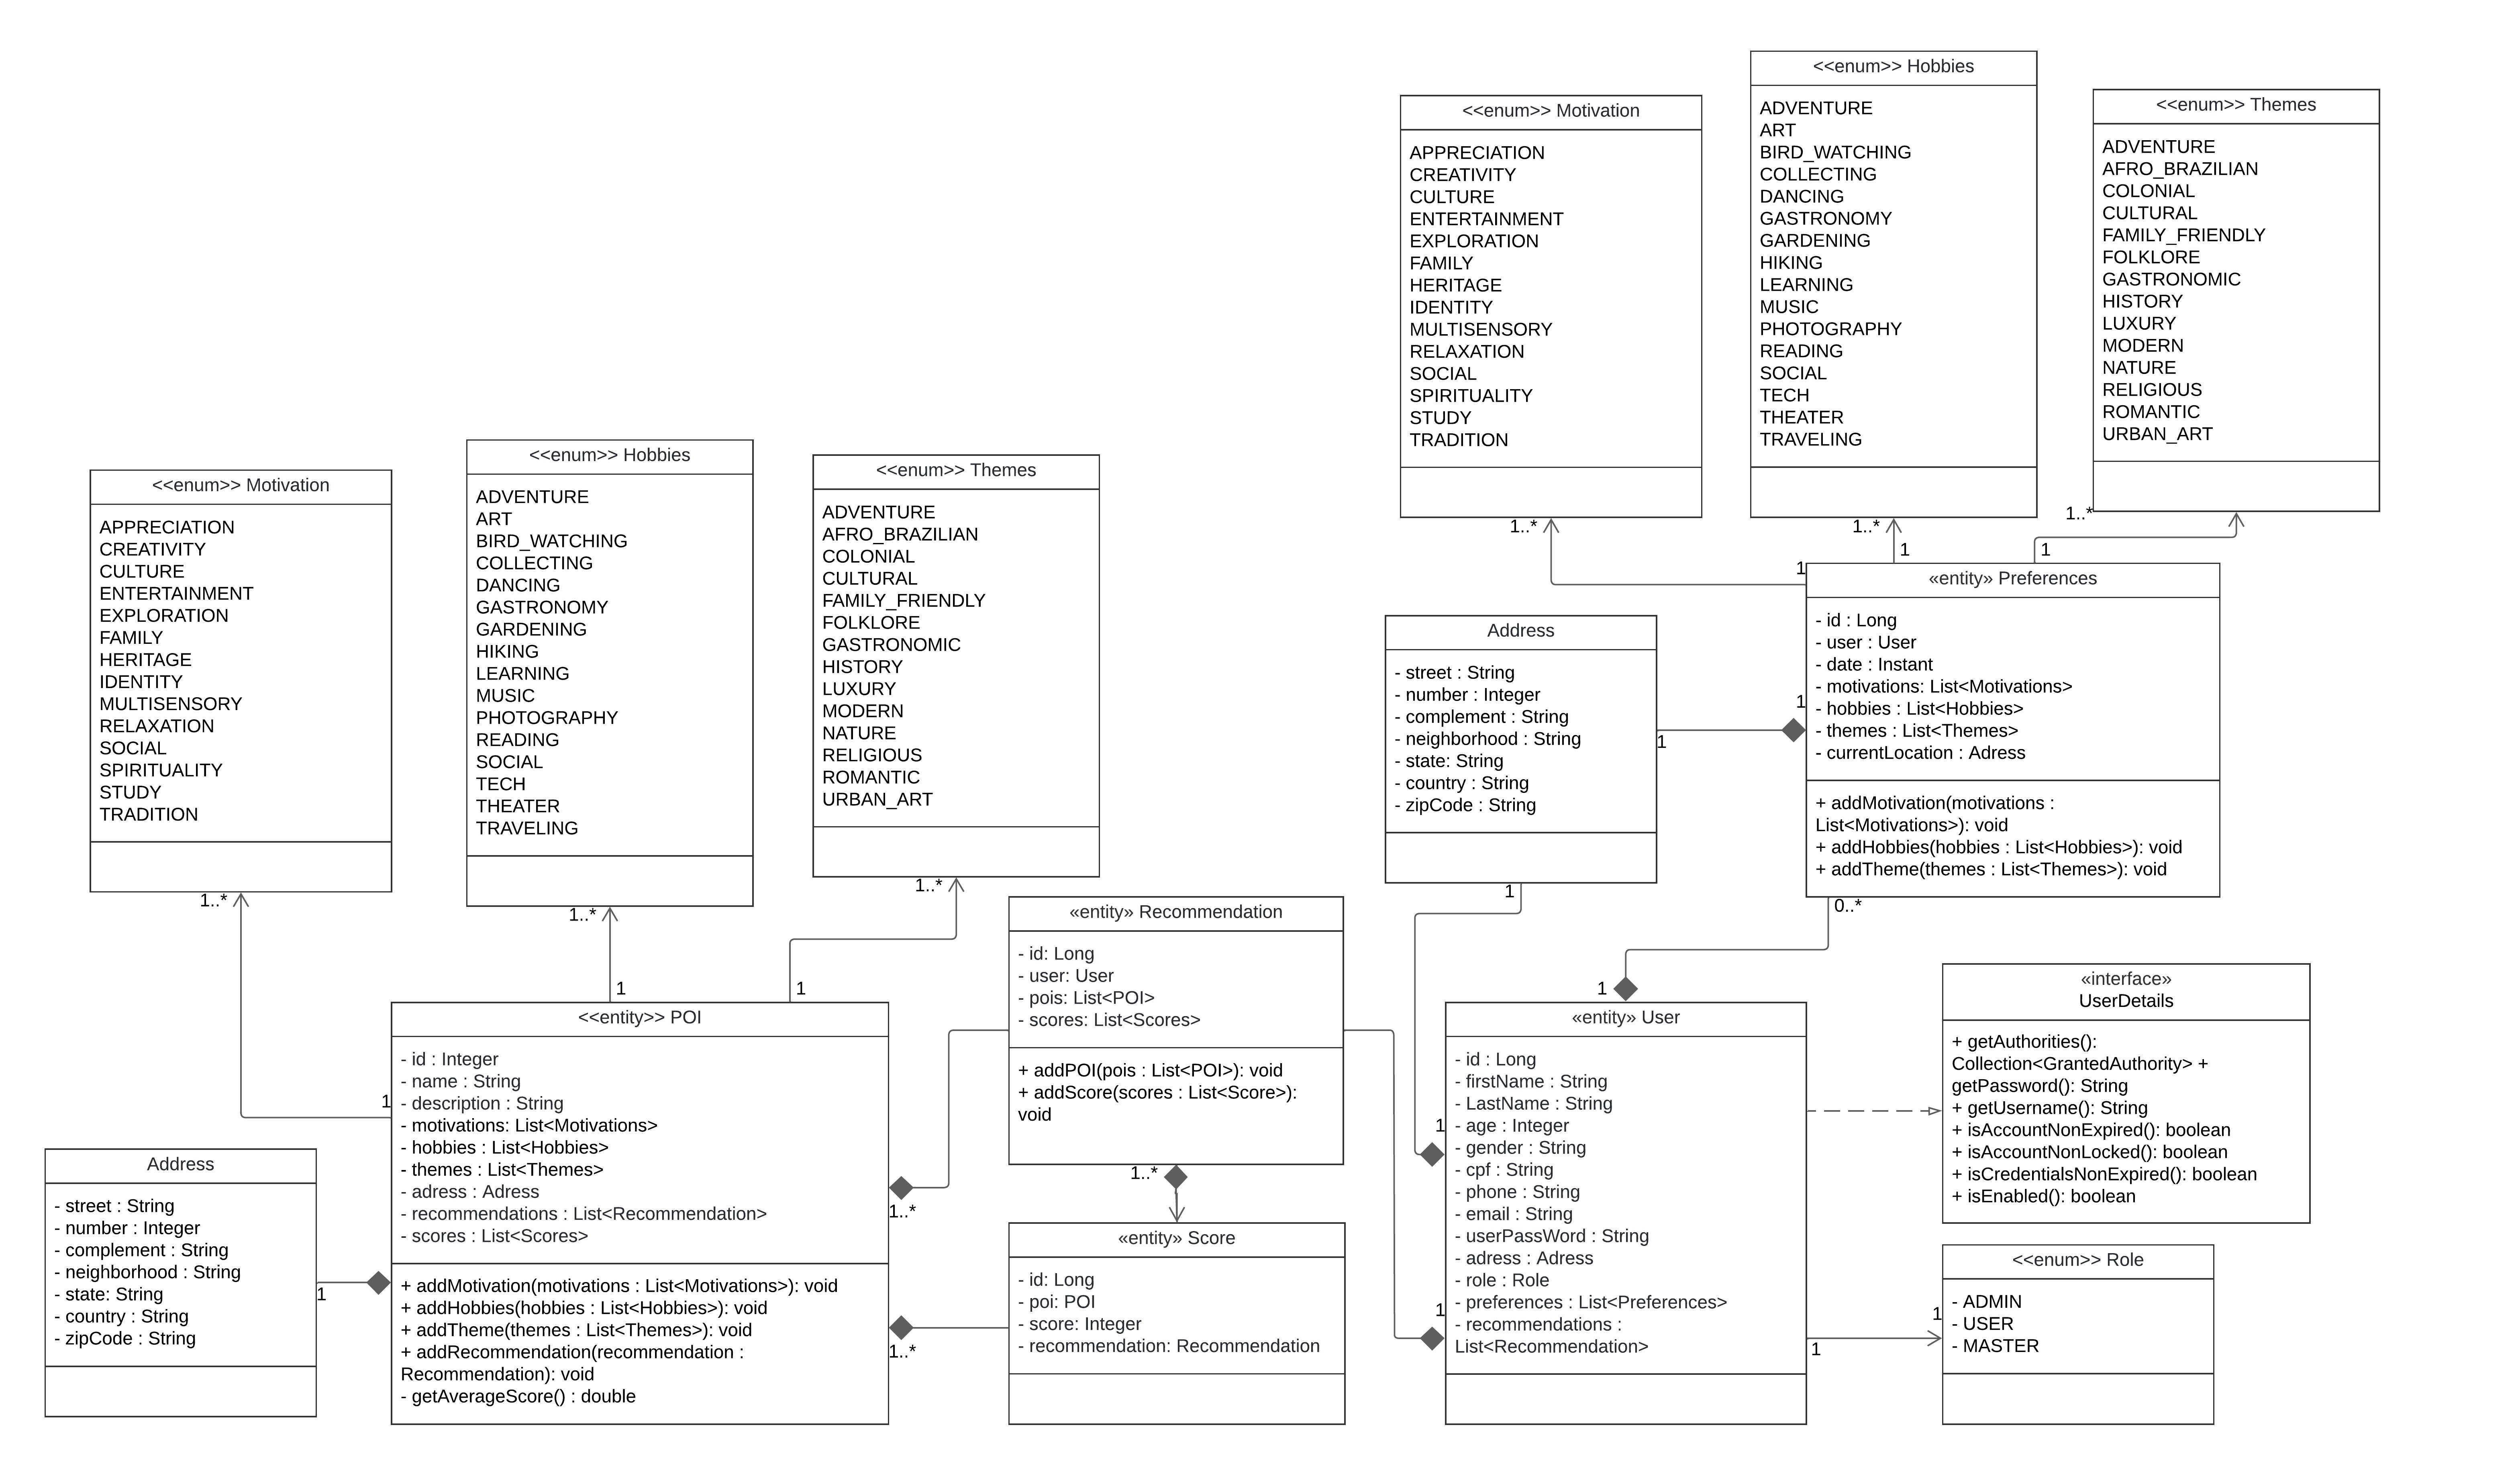 <<enum>> Hobbies
ADVENTURE
ART
BIRD_WATCHING
COLLECTING
DANCING
GASTRONOMY
GARDENING
HIKING
LEARNING
MUSIC
PHOTOGRAPHY
READING
SOCIAL
TECH
THEATER
TRAVELING
1..*
1
<<enum>> Motivation
APPRECIATION
CREATIVITY
CULTURE
ENTERTAINMENT
EXPLORATION
FAMILY
HERITAGE
IDENTITY
MULTISENSORY
RELAXATION
SOCIAL
SPIRITUALITY
STUDY
TRADITION
1..*
1
<<enum>> Themes
ADVENTURE
AFRO_BRAZILIAN
COLONIAL
CULTURAL
FAMILY_FRIENDLY
FOLKLORE
GASTRONOMIC
HISTORY
LUXURY
MODERN
NATURE
RELIGIOUS
ROMANTIC
URBAN_ART
1..*
1
<<enum>> Motivation
APPRECIATION
CREATIVITY
CULTURE
ENTERTAINMENT
EXPLORATION
FAMILY
HERITAGE
IDENTITY
MULTISENSORY
RELAXATION
SOCIAL
SPIRITUALITY
STUDY
TRADITION
1..*
1
<<enum>> Hobbies
ADVENTURE
ART
BIRD_WATCHING
COLLECTING
DANCING
GASTRONOMY
GARDENING
HIKING
LEARNING
MUSIC
PHOTOGRAPHY
READING
SOCIAL
TECH
THEATER
TRAVELING
1..*
1
<<enum>> Themes
ADVENTURE
AFRO_BRAZILIAN
COLONIAL
CULTURAL
FAMILY_FRIENDLY
FOLKLORE
GASTRONOMIC
HISTORY
LUXURY
MODERN
NATURE
RELIGIOUS
ROMANTIC
URBAN_ART
1..*
1
«entity» Preferences
- id : Long
- user : User
- date : Instant
- motivations: List<Motivations>
- hobbies : List<Hobbies>
- themes : List<Themes>
- currentLocation : Adress
+ addMotivation(motivations :
List<Motivations>): void
+ addHobbies(hobbies : List<Hobbies>): void
+ addTheme(themes : List<Themes>): void
0..*
1
Address
- street : String
- number : Integer
- complement : String
- neighborhood : String
- state: String
- country : String
- zipCode : String
1
1
1
1
«entity» Recommendation
- id: Long
- user: User
- pois: List<POI>
- scores: List<Scores>
+ addPOI(pois : List<POI>): void
+ addScore(scores : List<Score>):
void
1..*
1..*
1
<<entity>> POI
- id : Integer
- name : String
- description : String
- motivations: List<Motivations>
- hobbies : List<Hobbies>
- themes : List<Themes>
- adress : Adress
- recommendations : List<Recommendation>
- scores : List<Scores>
+ addMotivation(motivations : List<Motivations>): void
+ addHobbies(hobbies : List<Hobbies>): void
+ addTheme(themes : List<Themes>): void
+ addRecommendation(recommendation :
Recommendation): void
- getAverageScore() : double
Address
- street : String
- number : Integer
- complement : String
- neighborhood : String
- state: String
- country : String
- zipCode : String
1
«entity» Score
- id: Long
- poi: POI
- score: Integer
- recommendation: Recommendation
1..*
«entity» User
- id : Long
- firstName : String
- LastName : String
- age : Integer
- gender : String
- cpf : String
- phone : String
- email : String
- userPassWord : String
- adress : Adress
- role : Role
- preferences : List<Preferences>
- recommendations :
List<Recommendation>
1
1
«interface»
UserDetails
+ getAuthorities():
Collection<GrantedAuthority> +
getPassword(): String
+ getUsername(): String
+ isAccountNonExpired(): boolean
+ isAccountNonLocked(): boolean
+ isCredentialsNonExpired(): boolean
+ isEnabled(): boolean
<<enum>> Role
- ADMIN
- USER
- MASTER